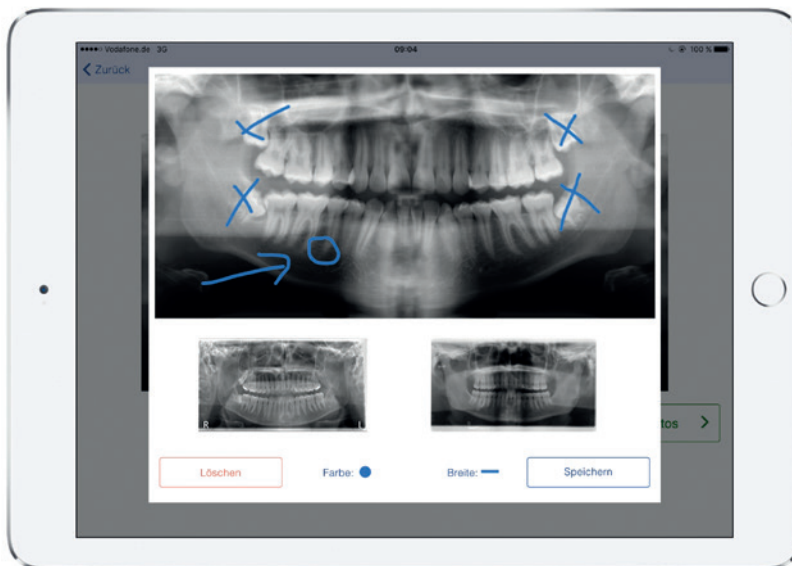 Vodafone.de 3G 09:04 100 %
Zurück
R L
tos
Löschen Farbe: Breite: Speichern